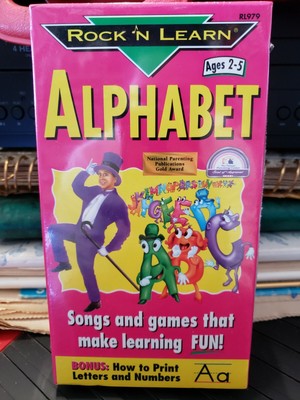 RL979
ROCK 'N LEARN®
Ages 2-5
ALPHABET
National Parenting
Publications
Gold Award
A B C
Songs and games that
make learning FUN!
BONUS: How to Print
Letters and Numbers
Aa